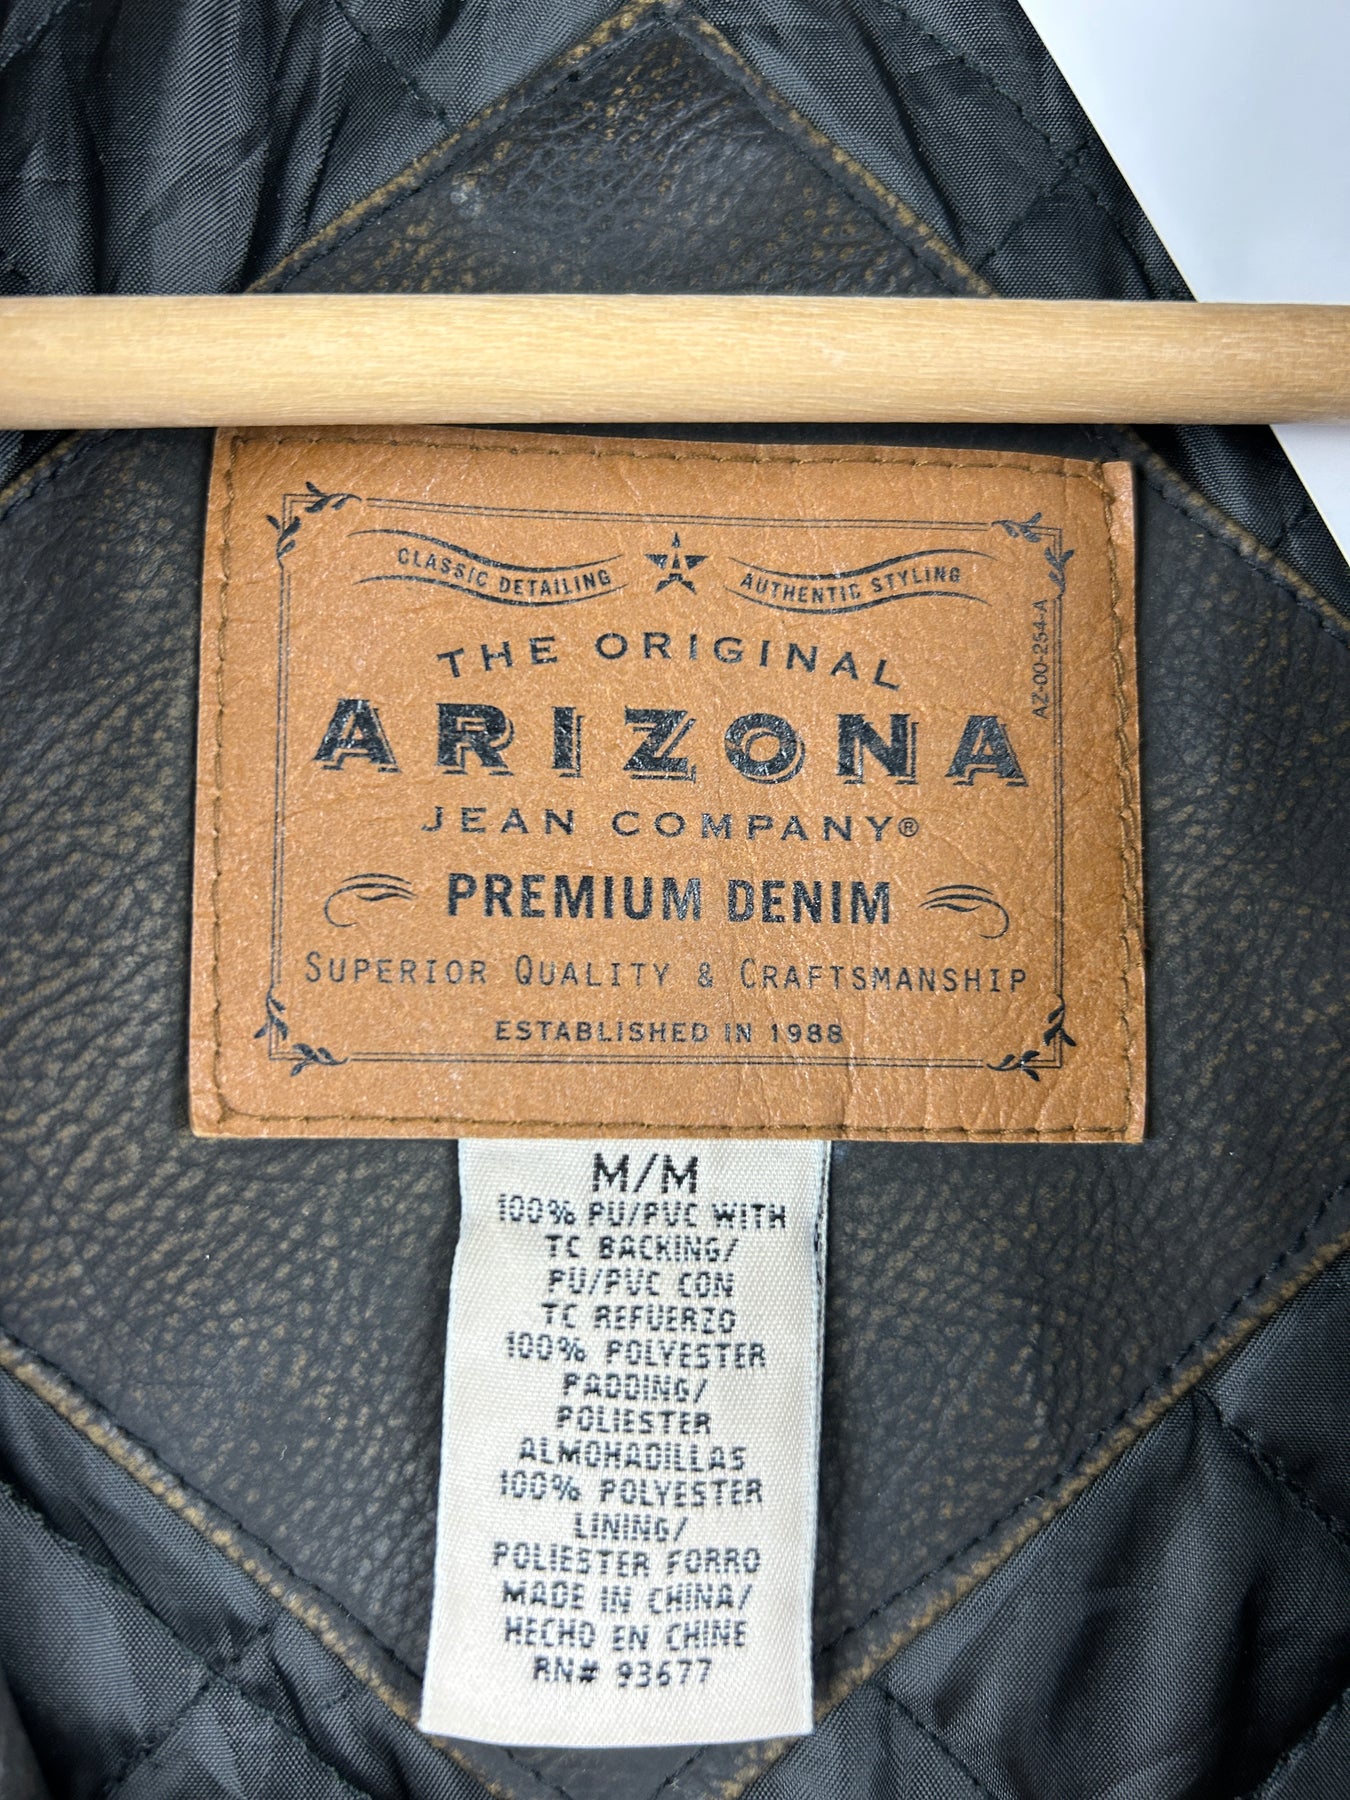 CLASSIC DETAILING
AUTHENTIC STYLING
THE ORIGINAL
ARIZONA
JEAN COMPANY®
PREMIUM DENIM
SUPERIOR QUALITY & CRAFTSMANSHIP
ESTABLISHED IN 1988
AZ-00-254-A
M/M
100% PU/PVC WITH
TC BACKING/
PU/PVC CON
TC REFUERZO
100% POLYESTER
PADDING/
POLIESTER
ALMOHADILLAS
100% POLYESTER
LINING/
POLIESTER FORRO
MADE IN CHINA/
HECHO EN CHINE
RN# 93677